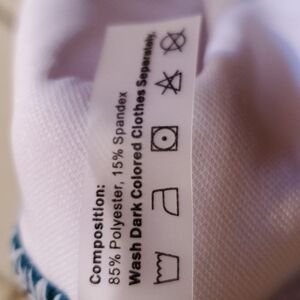 Composition:
85% Polyester, 15% Spandex
Wash Dark Colored Clothes Separately.